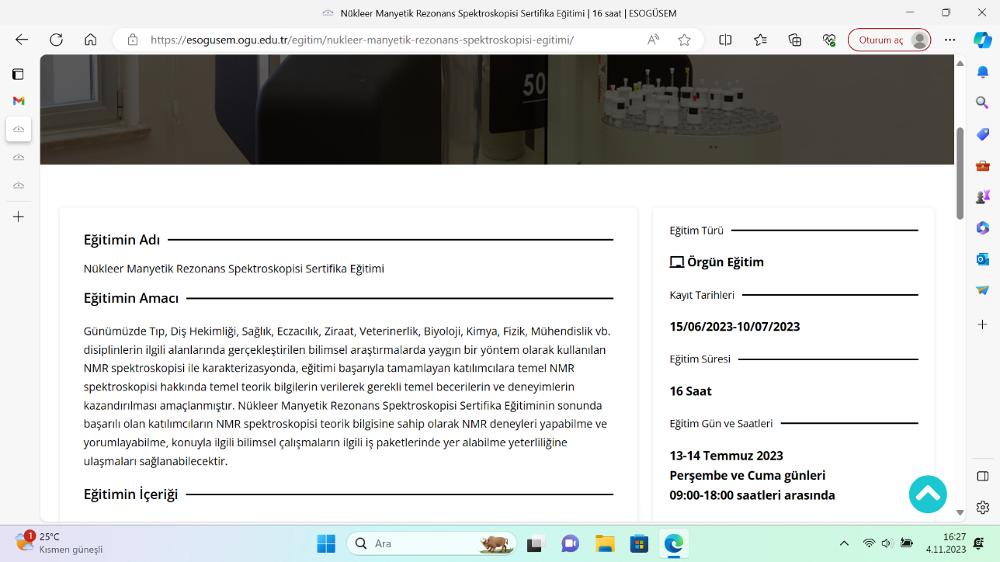 Nükleer Manyetik Rezonans Spektroskopisi Sertifika Eğitimi | 16 saat | ESOGÜSEM
https://esogusem.ogu.edu.tr/egitim/nukleer-manyetik-rezonans-spektroskopisi-egitimi/
Oturum aç
50
Eğitimin Adı
Nükleer Manyetik Rezonans Spektroskopisi Sertifika Eğitimi
Eğitimin Amacı
Günümüzde Tıp, Diş Hekimliği, Sağlık, Eczacılık, Ziraat, Veterinerlik, Biyoloji, Kimya, Fizik, Mühendislik vb.
disiplinlerin ilgili alanlarında gerçekleştirilen bilimsel araştırmalarda yaygın bir yöntem olarak kullanılan
NMR spektroskopisi ile karakterizasyonda, eğitimi başarıyla tamamlayan katılımcılara temel NMR
spektroskopisi hakkında temel teorik bilgilerin verilerek gerekli temel becerilerin ve deneyimlerin
kazandırılması amaçlanmıştır. Nükleer Manyetik Rezonans Spektroskopisi Sertifika Eğitiminin sonunda
başarılı olan katılımcıların NMR spektroskopisi teorik bilgisine sahip olarak NMR deneyleri yapabilme ve
yorumlayabilme, konuyla ilgili bilimsel çalışmaların ilgili iş paketlerinde yer alabilme yeterliliğine
ulaşmaları sağlanabilecektir.
Eğitimin İçeriği
Eğitim Türü
Örgün Eğitim
Kayıt Tarihleri
15/06/2023-10/07/2023
Eğitim Süresi
16 Saat
Eğitim Gün ve Saatleri
13-14 Temmuz 2023
Perşembe ve Cuma günleri
09:00-18:00 saatleri arasında
1
25°C
Kısmen güneşli
Ara
16:27
4.11.2023